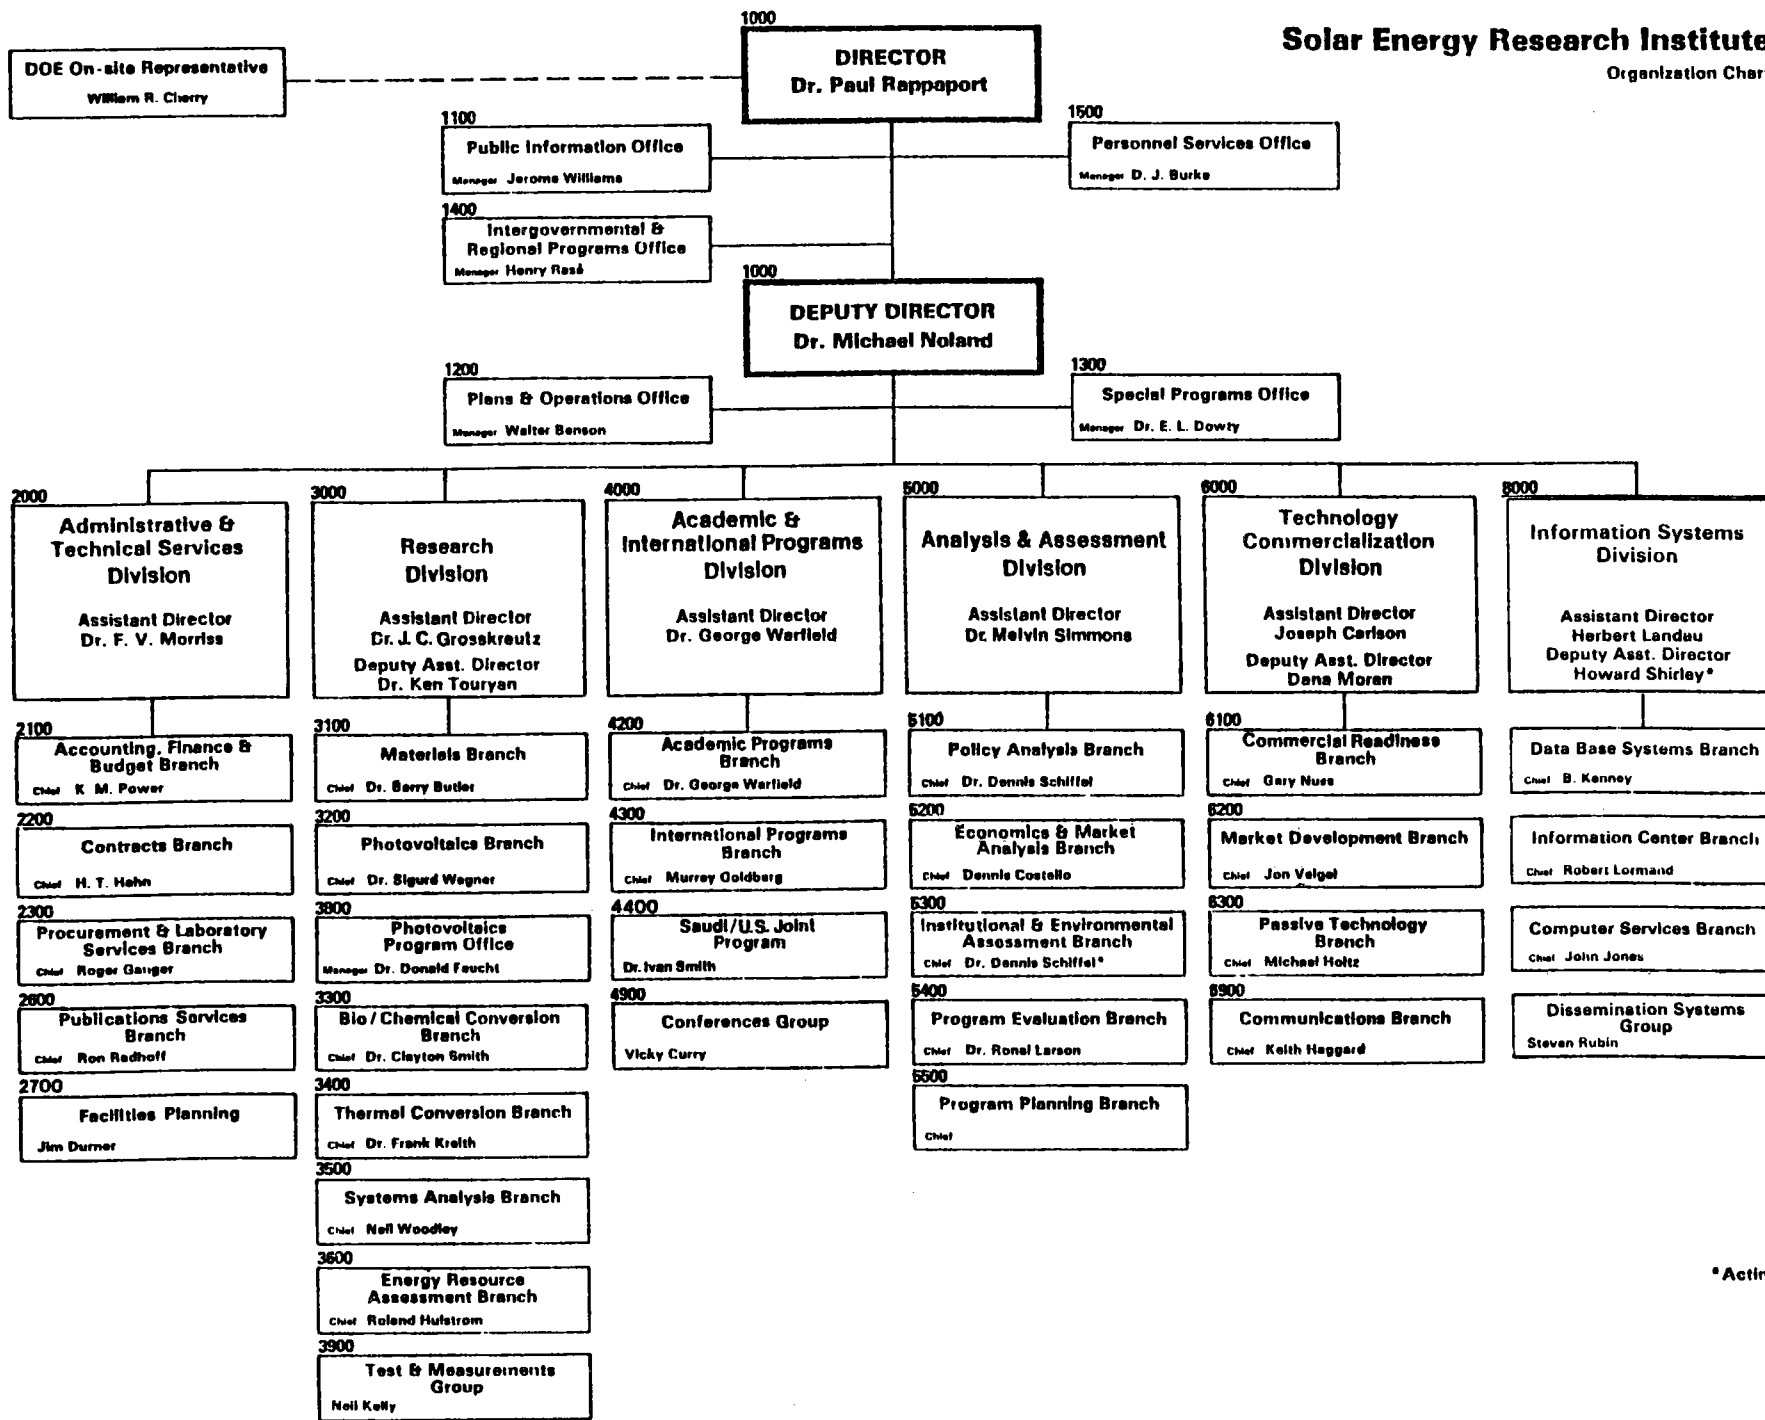 Solar Energy Research Institute
Organization Char
DOE On-site Representative
William R. Cherry
1000
DIRECTOR
Dr. Paul Rappaport
1100
Public Information Office
Manager Jerome Williams
1500
Personnel Services Office
Manager D. J. Burke
1400
Intergovernmental &
Regional Programs Office
Manager Henry Rasé
1000
DEPUTY DIRECTOR
Dr. Michael Noland
1200
Plans & Operations Office
Manager Walter Benson
1300
Special Programs Office
Manager Dr. E. L. Dowty
2000
Administrative &
Technical Services
Division
Assistant Director
Dr. F. V. Morriss
2100
Accounting, Finance &
Budget Branch
Chief K M. Power
2200
Contracts Branch
Chief H. T. Hahn
2300
Procurement & Laboratory
Services Branch
Chief Roger Gauger
2600
Publications Services
Branch
Chief Ron Radhoff
2700
Facilities Planning
Jim Durner
3000
Research
Division
Assistant Director
Dr. J. C. Grosskreutz
Deputy Asst. Director
Dr. Ken Touryan
3100
Materials Branch
Chief Dr. Barry Butler
3200
Photovoltaics Branch
Chief Dr. Sigurd Wagner
3800
Photovoltaics
Program Office
Manager Dr. Donald Feucht
3300
Bio / Chemical Conversion
Branch
Chief Dr. Clayton Smith
3400
Thermal Conversion Branch
Chief Dr. Frank Kreith
3500
Systems Analysis Branch
Chief Neil Woodley
3600
Energy Resource
Assessment Branch
Chief Roland Hulstrom
3900
Test & Measurements
Group
Neil Kelly
4000
Academic &
International Programs
Division
Assistant Director
Dr. George Warfield
4200
Academic Programs
Branch
Chief Dr. George Warfield
4300
International Programs
Branch
Chief Murrey Goldberg
4400
Saudi/U.S. Joint
Program
Dr. Ivan Smith
4900
Conferences Group
Vicky Curry
5000
Analysis & Assessment
Division
Assistant Director
Dr. Melvin Simmons
5100
Policy Analysis Branch
Chief Dr. Dennis Schiffel
5200
Economics & Market
Analysis Branch
Chief Dennis Costello
5300
Institutional & Environmental
Assessment Branch
Chief Dr. Dennis Schiffel*
5400
Program Evaluation Branch
Chief Dr. Ronal Larson
5500
Program Planning Branch
Chief
6000
Technology
Commercialization
Division
Assistant Director
Joseph Carlson
Deputy Asst. Director
Dana Moran
6100
Commercial Readiness
Branch
Chief Gary Nuss
6200
Market Development Branch
Chief Jon Veigel
6300
Passive Technology
Branch
Chief Michael Holtz
6900
Communications Branch
Chief Keith Haggard
8000
Information Systems
Division
Assistant Director
Herbert Landau
Deputy Asst. Director
Howard Shirley*
Data Base Systems Branch
Chief B. Kenney
Information Center Branch
Chief Robert Lormand
Computer Services Branch
Chief John Jones
Dissemination Systems
Group
Steven Rubin
*Actin